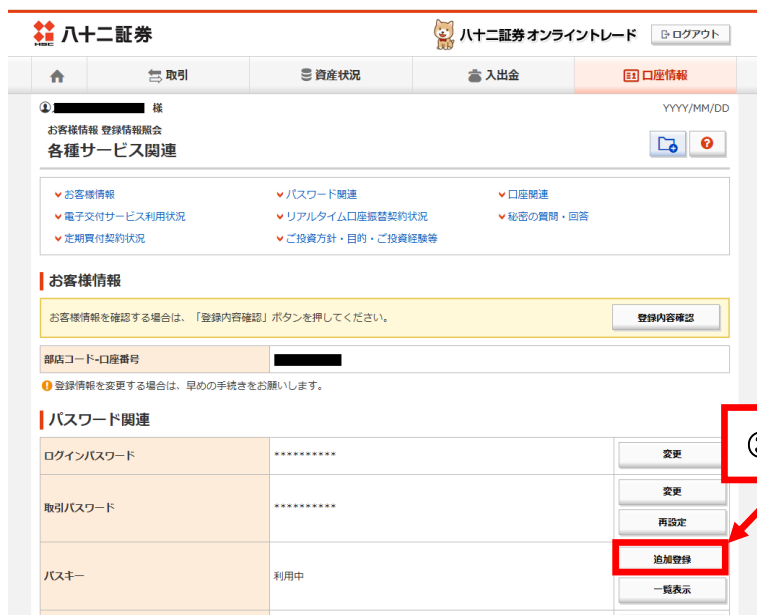 HSC 八十二証券
八十二証券 オンライントレード ログアウト
取引 資産状況 入出金 口座情報
① 様 YYYY/MM/DD
お客様情報 登録情報照会
各種サービス関連
お客様情報 パスワード関連 口座関連
電子交付サービス利用状況 リアルタイム口座振替契約状況 秘密の質問・回答
定期買付契約状況 ご投資方針・目的・ご投資経験等
お客様情報
お客様情報を確認する場合は、「登録内容確認」ボタンを押してください。 登録内容確認
部店コード-口座番号
登録情報を変更する場合は、早めの手続きをお願いします。
パスワード関連
ログインパスワード ********** 変更
取引パスワード ********** 変更
再設定
パスキー 利用中 追加登録
一覧表示